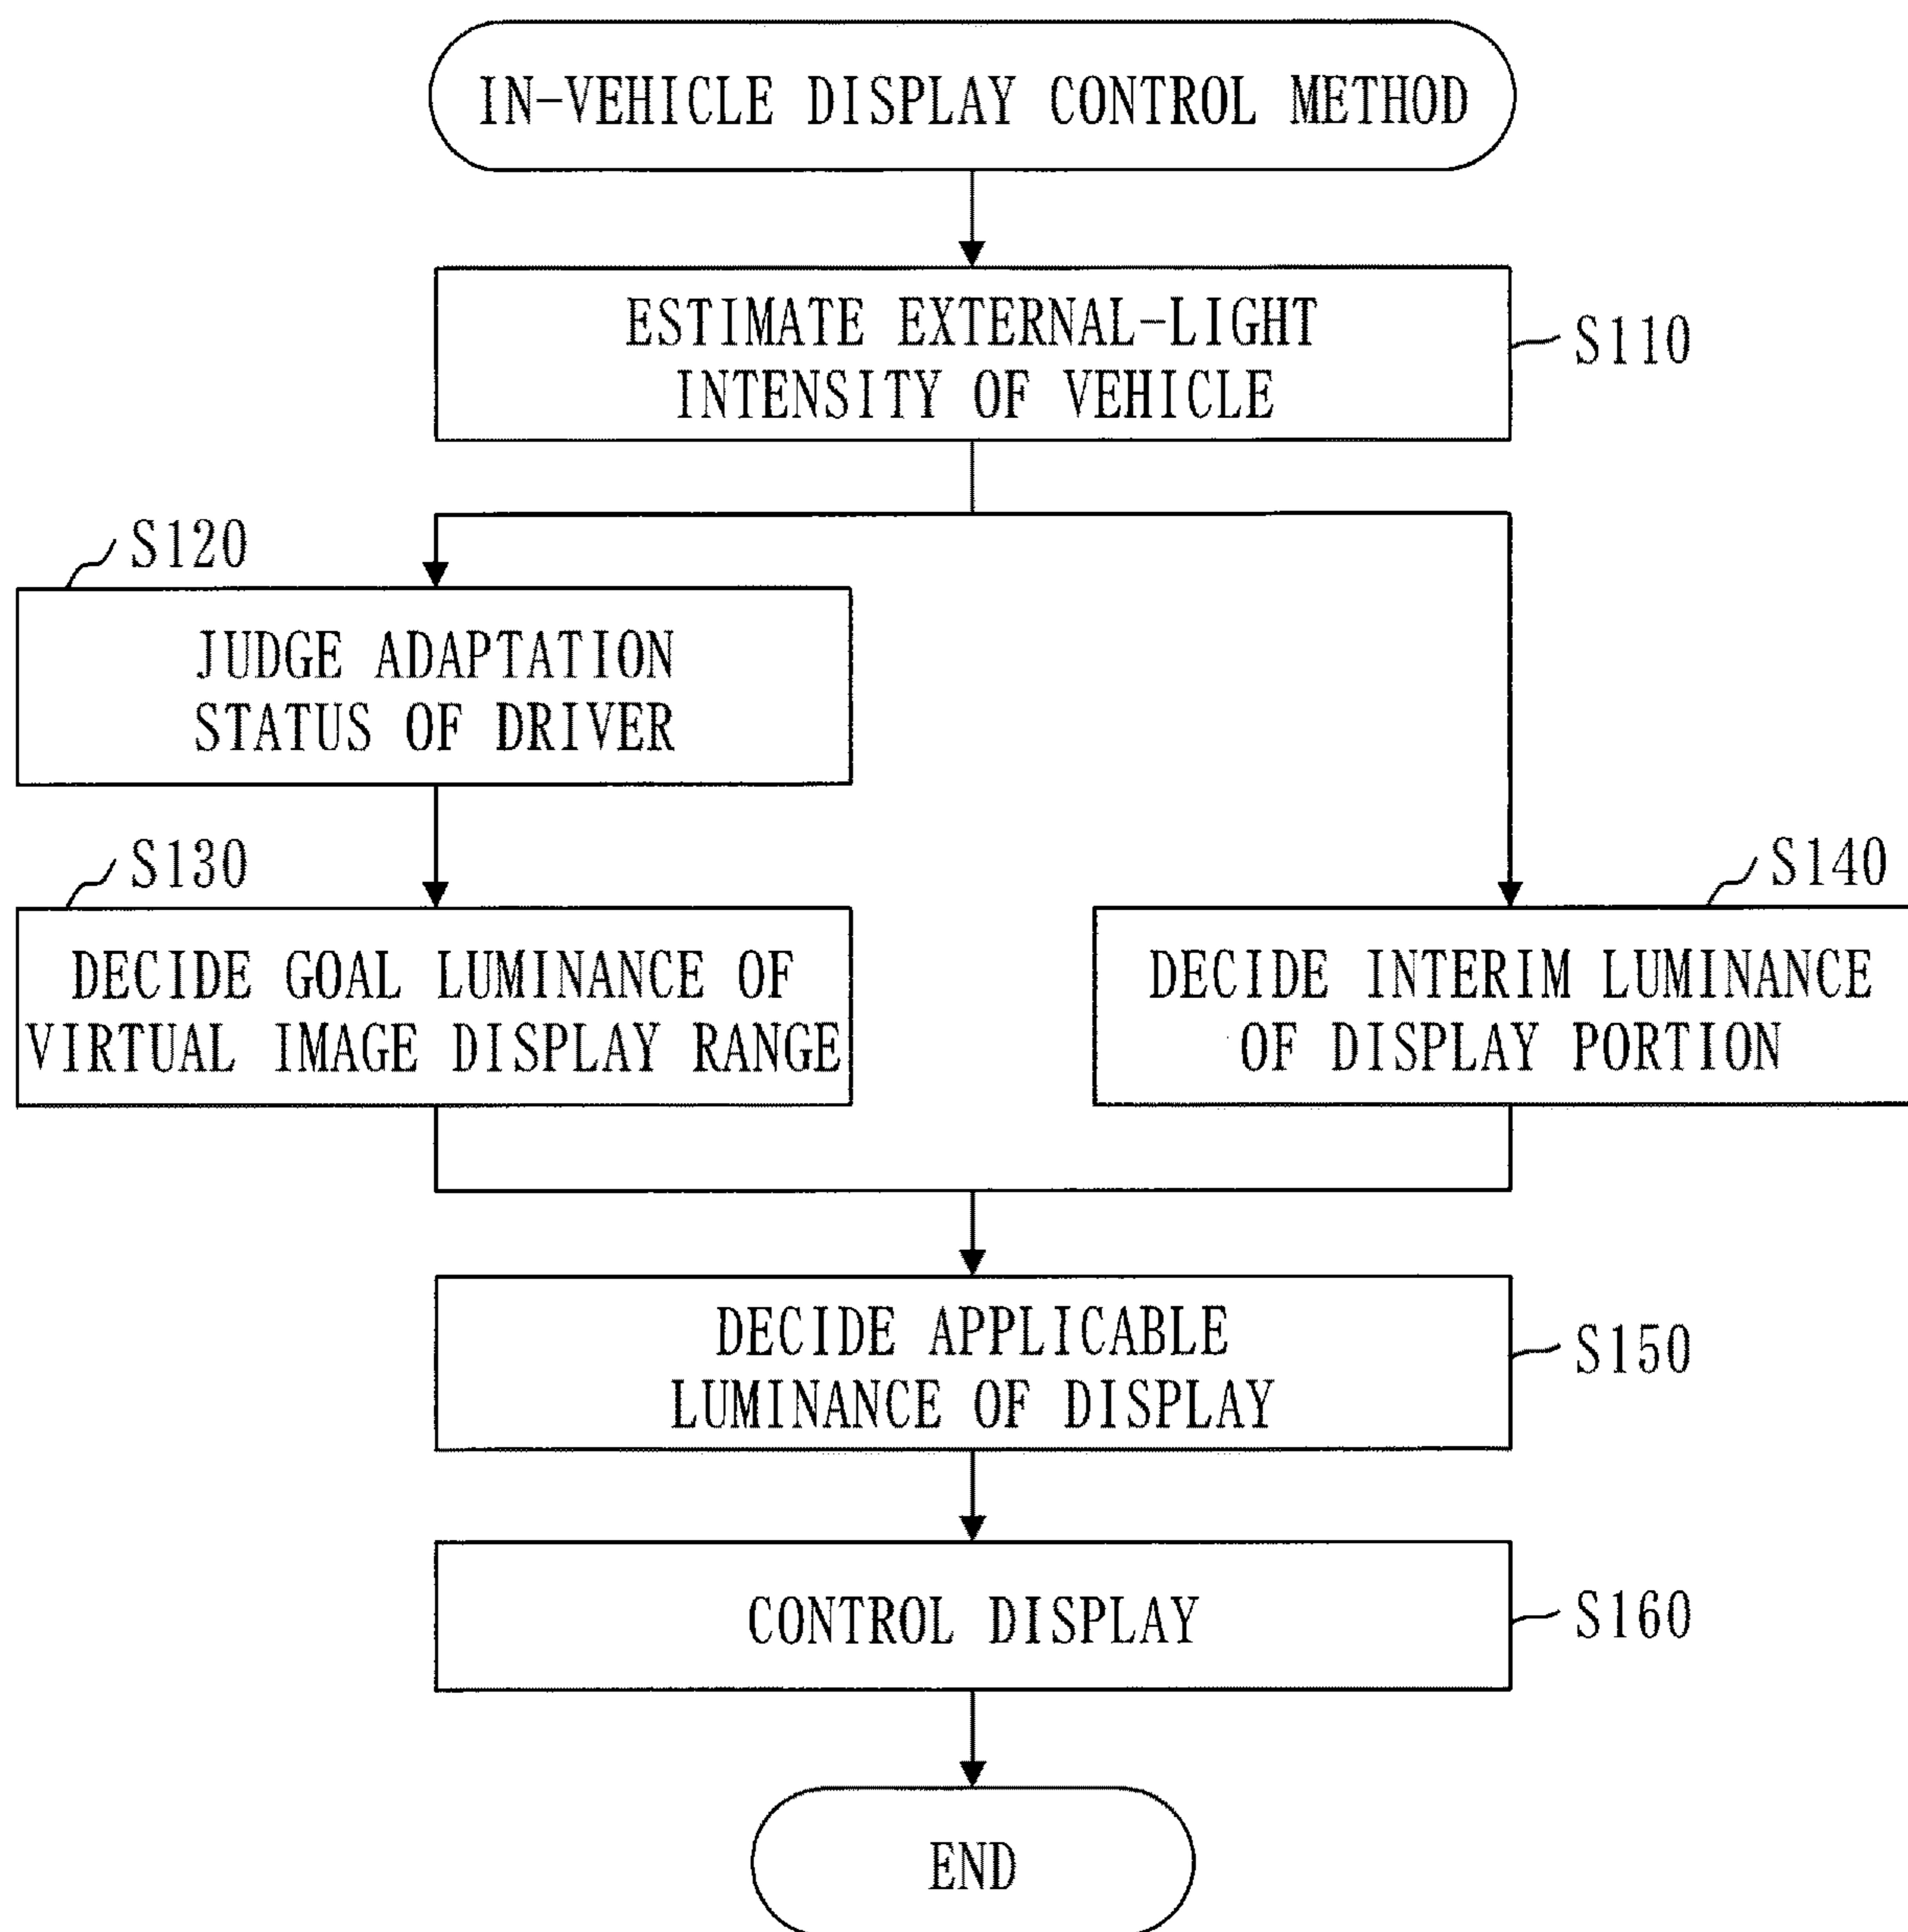 IN-VEHICLE DISPLAY CONTROL METHOD
ESTIMATE EXTERNAL-LIGHT
INTENSITY OF VEHICLE
S110
S120
JUDGE ADAPTATION
STATUS OF DRIVER
S130
DECIDE GOAL LUMINANCE OF
VIRTUAL IMAGE DISPLAY RANGE
S140
DECIDE INTERIM LUMINANCE
OF DISPLAY PORTION
DECIDE APPLICABLE
LUMINANCE OF DISPLAY
S150
CONTROL DISPLAY
S160
END